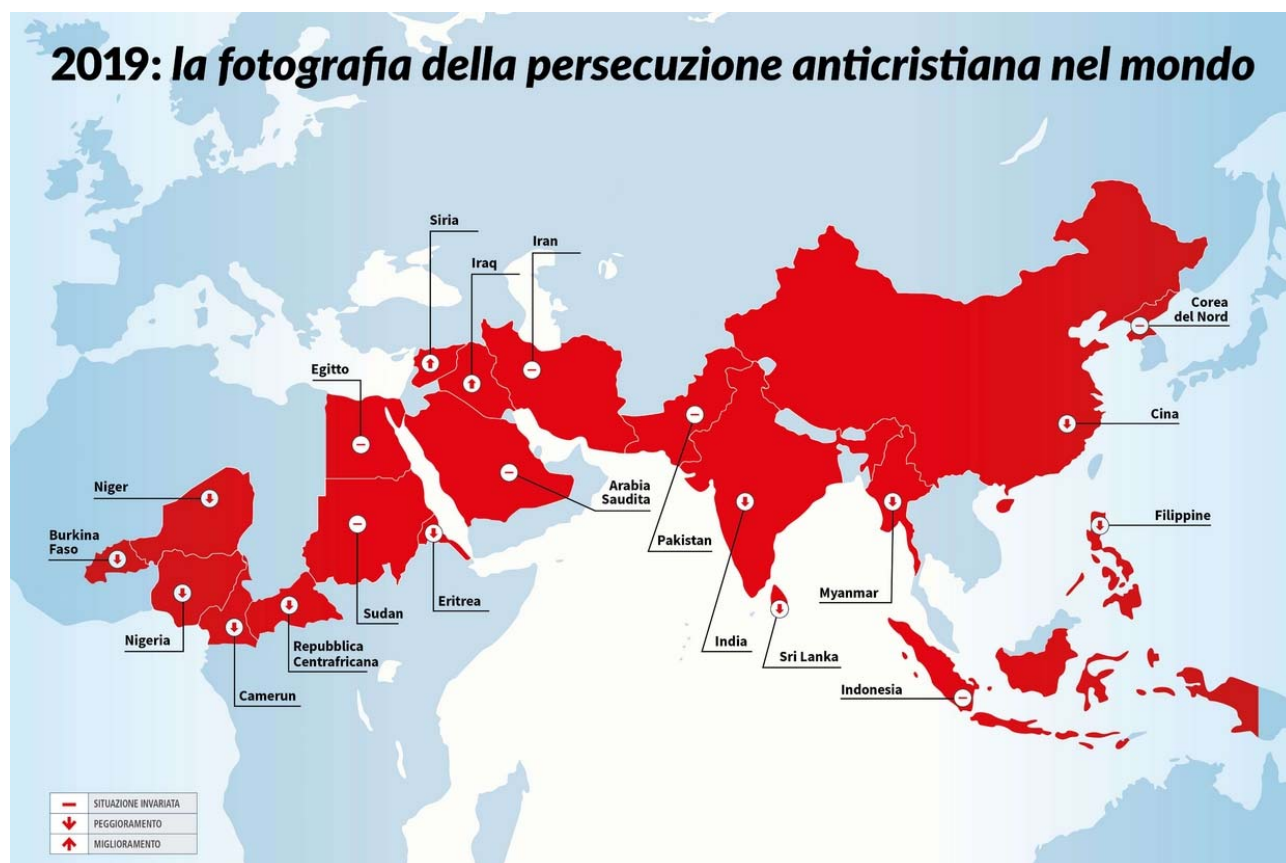 2019: la fotografia della persecuzione anticristiana nel mondo
Siria
Iran
Iraq
Corea
del Nord
Egitto
Cina
Niger
Arabia
Saudita
Filippine
Burkina
Faso
Pakistan
Myanmar
Eritrea
Sudan
Nigeria
Repubblica
Centrafricana
India
Sri Lanka
Indonesia
Camerun
SITUAZIONE INVARIATA
PEGGIORAMENTO
MIGLIORAMENTO